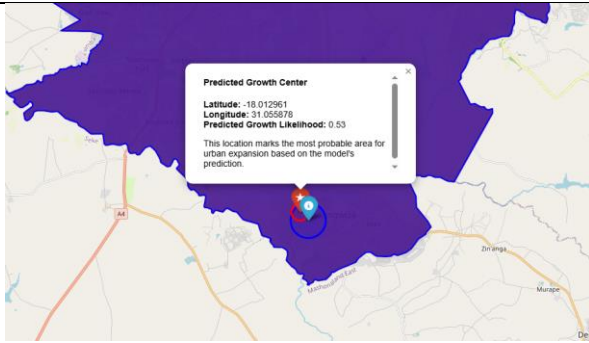 Predicted Growth Center
×
Latitude: -18.012961
Longitude: 31.055878
Predicted Growth Likelihood: 0.53
This location marks the most probable area for
urban expansion based on the model's
prediction.
A4
Zin'anga
Mashonaland East
Murape
De